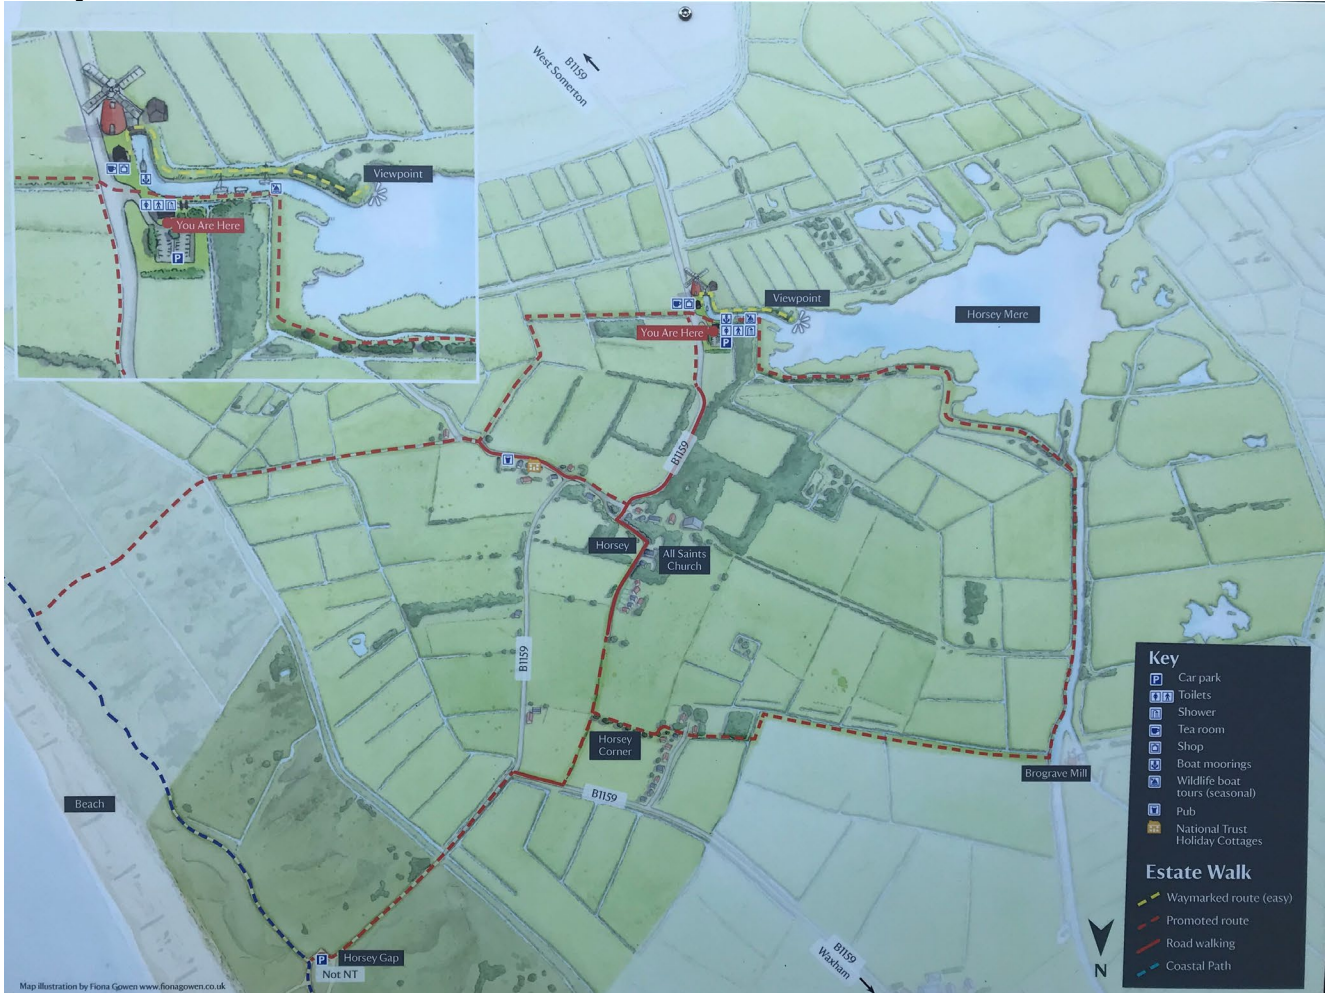 B1159
West Somerton
Viewpoint
You Are Here
P
Viewpoint
Horsey Mere
You Are Here
P
B1159
Horsey
All Saints
Church
B1159
Horsey
Corner
Brograve Mill
B1159
Beach
P
Horsey Gap
Not NT
B1159
Waxham
N
Key
P Car park
Toilets
Shower
Tea room
Shop
Boat moorings
Wildlife boat
tours (seasonal)
Pub
National Trust
Holiday Cottages
Estate Walk
Waymarked route (easy)
Promoted route
Road walking
Coastal Path
Map illustration by Fiona Gowen www.fionagowen.co.uk